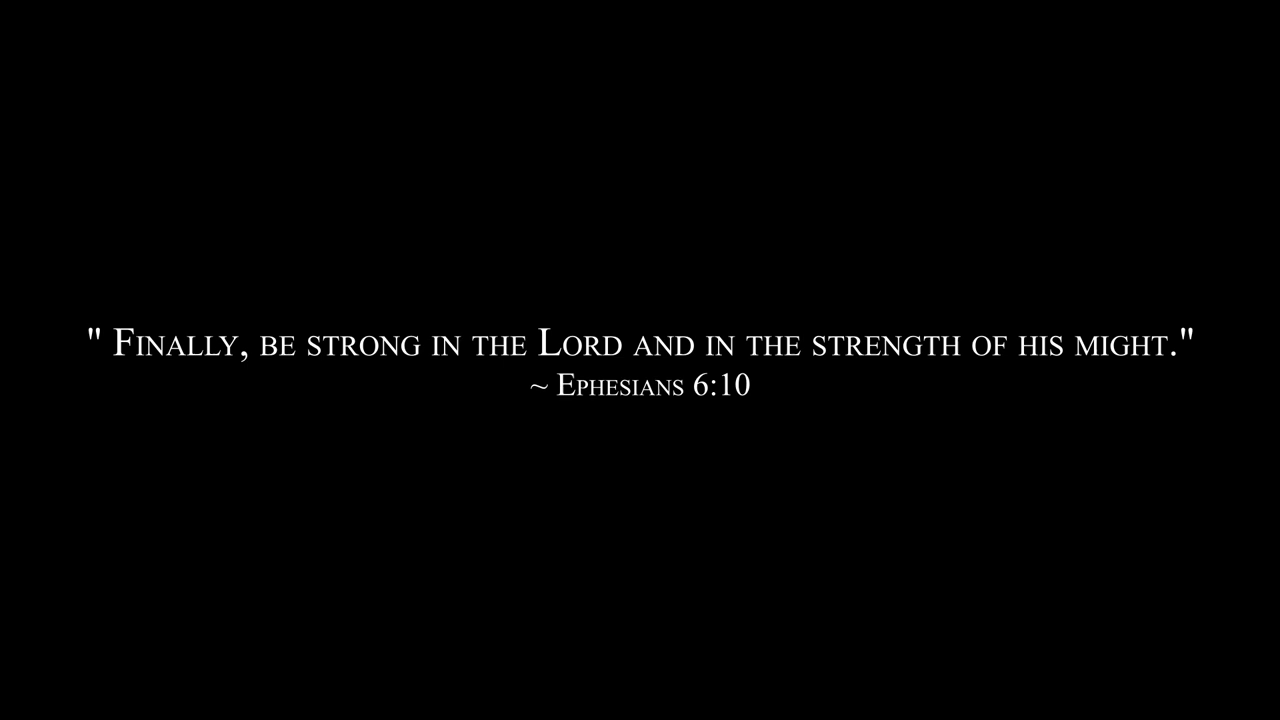 " Finally, be strong in the Lord and in the strength of his might."
~ Ephesians 6:10